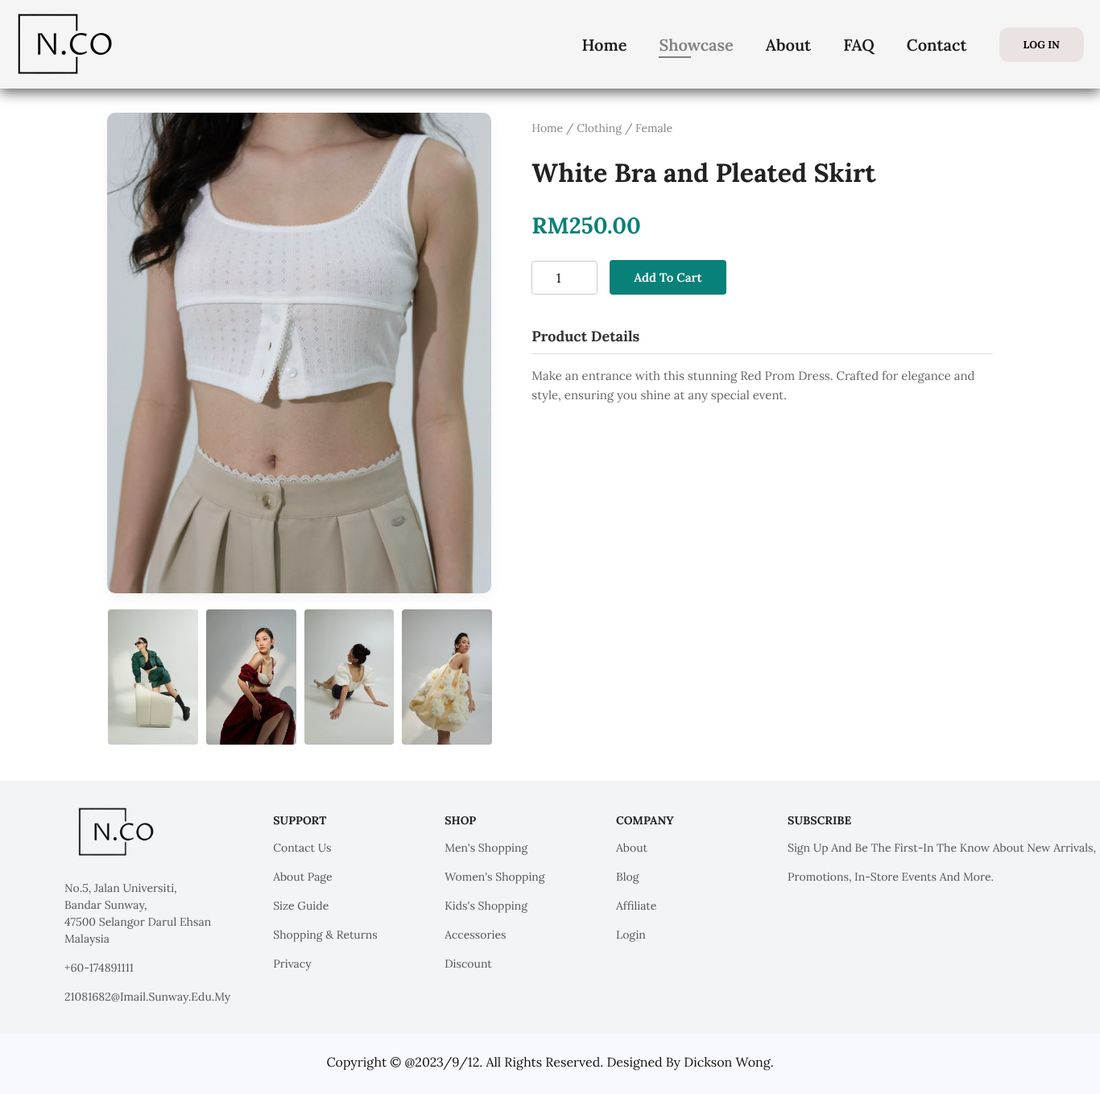 N.CO
Home
Showcase
About
FAQ
Contact
LOG IN
Home / Clothing / Female
White Bra and Pleated Skirt
RM250.00
1
Add To Cart
Product Details
Make an entrance with this stunning Red Prom Dress. Crafted for elegance and
style, ensuring you shine at any special event.
N.CO
No.5, Jalan Universiti,
Bandar Sunway,
47500 Selangor Darul Ehsan
Malaysia
+60-174891111
21081682@Imail.Sunway.Edu.My
SUPPORT
Contact Us
About Page
Size Guide
Shopping & Returns
Privacy
SHOP
Men's Shopping
Women's Shopping
Kids's Shopping
Accessories
Discount
COMPANY
About
Blog
Affiliate
Login
SUBSCRIBE
Sign Up And Be The First-In The Know About New Arrivals,
Promotions, In-Store Events And More.
Copyright © @2023/9/12. All Rights Reserved. Designed By Dickson Wong.